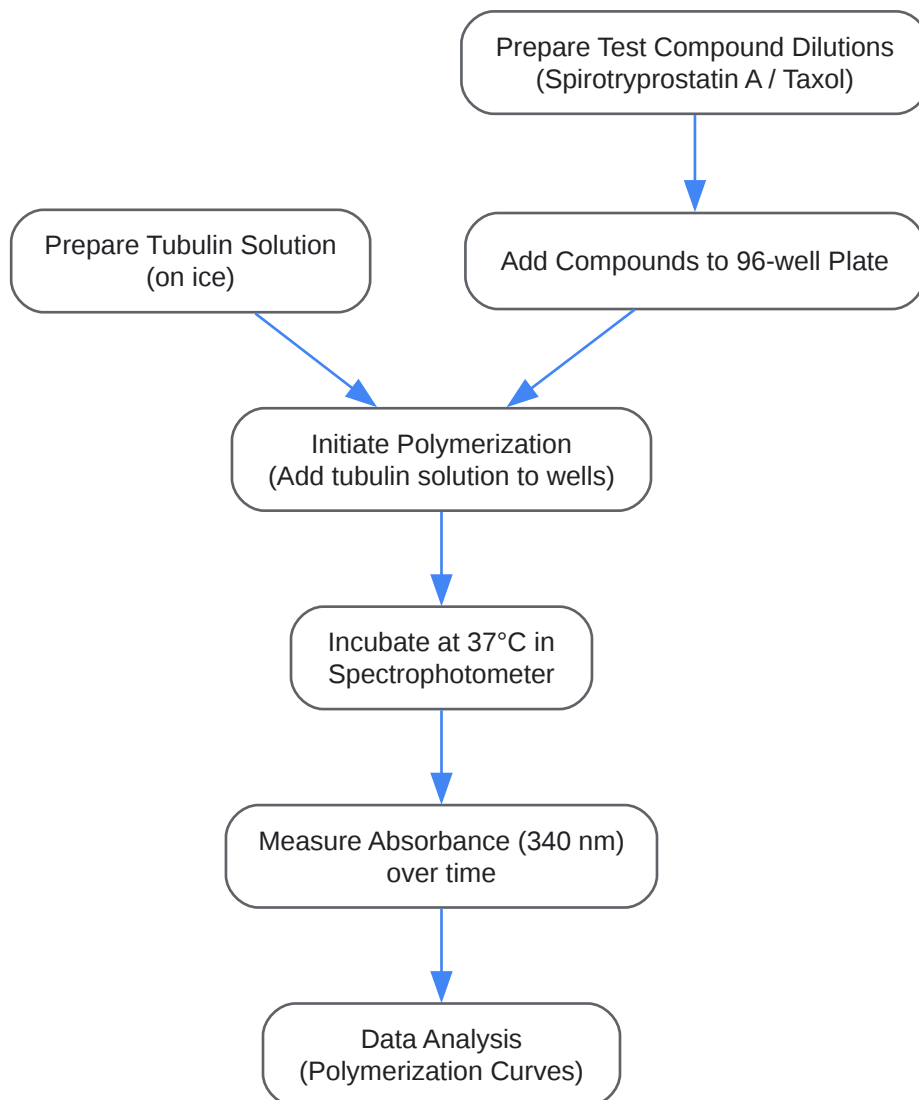 Prepare Test Compound Dilutions
(Spirotryprostatin A / Taxol)
Prepare Tubulin Solution
(on ice)
Add Compounds to 96-well Plate
Initiate Polymerization
(Add tubulin solution to wells)
Incubate at 37°C in
Spectrophotometer
Measure Absorbance (340 nm)
over time
Data Analysis
(Polymerization Curves)